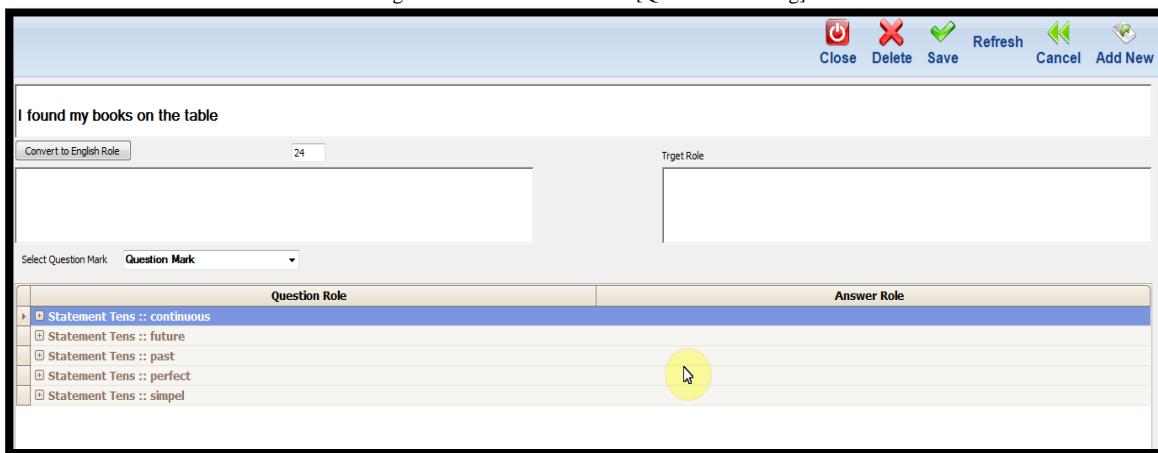 Close Delete Save Refresh Cancel Add New
I found my books on the table
Convert to English Role 24 Trget Role
Select Question Mark Question Mark
Question Role Answer Role
Statement Tens :: continuous
Statement Tens :: future
Statement Tens :: past
Statement Tens :: perfect
Statement Tens :: simpel